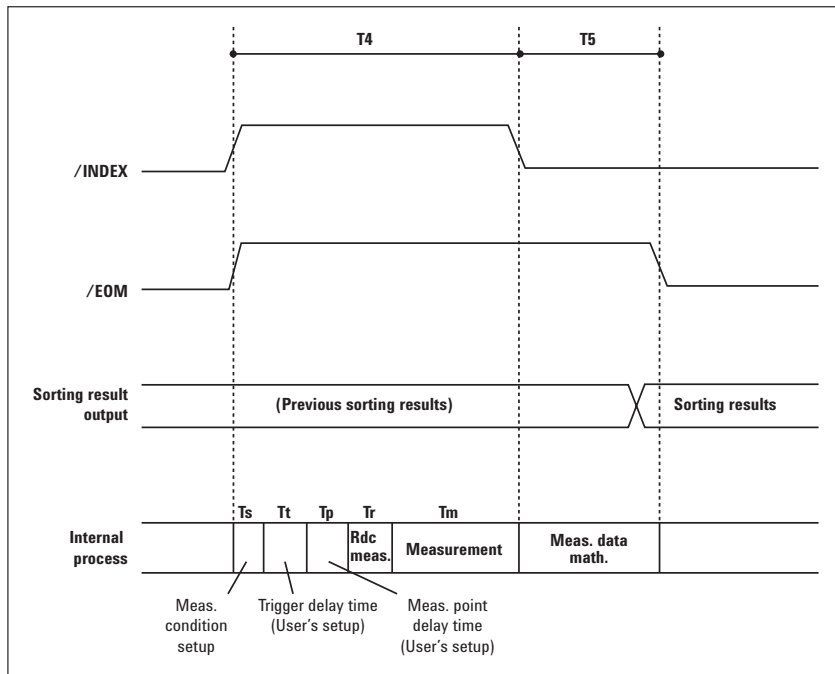 T4 T5
/INDEX
/EOM
Sorting result
output
(Previous sorting results) Sorting results
Ts Tt Tp Tr Tm
Internal
process
Rdc
meas.
Measurement
Meas. data
math.
Meas.
condition
setup
Trigger delay time
(User's setup)
Meas. point
delay time
(User's setup)